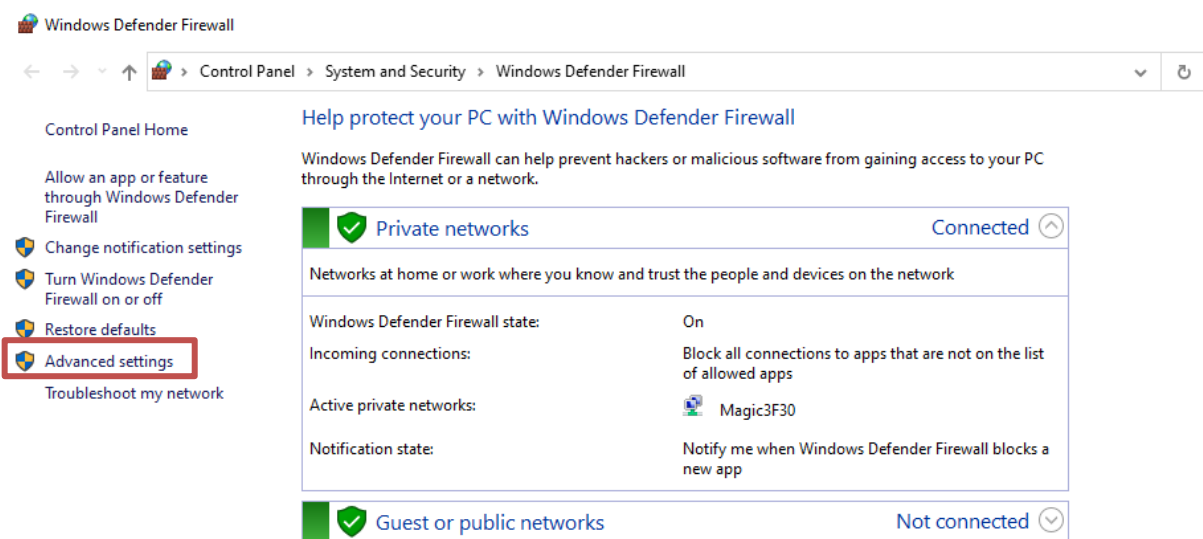 Windows Defender Firewall
Control Panel > System and Security > Windows Defender Firewall
Control Panel Home
Allow an app or feature
through Windows Defender
Firewall
Change notification settings
Turn Windows Defender
Firewall on or off
Restore defaults
Advanced settings
Troubleshoot my network
Help protect your PC with Windows Defender Firewall
Windows Defender Firewall can help prevent hackers or malicious software from gaining access to your PC
through the Internet or a network.
Private networks Connected
Networks at home or work where you know and trust the people and devices on the network
Windows Defender Firewall state: On
Incoming connections: Block all connections to apps that are not on the list
of allowed apps
Active private networks: Magic3F30
Notification state: Notify me when Windows Defender Firewall blocks a
new app
Guest or public networks Not connected